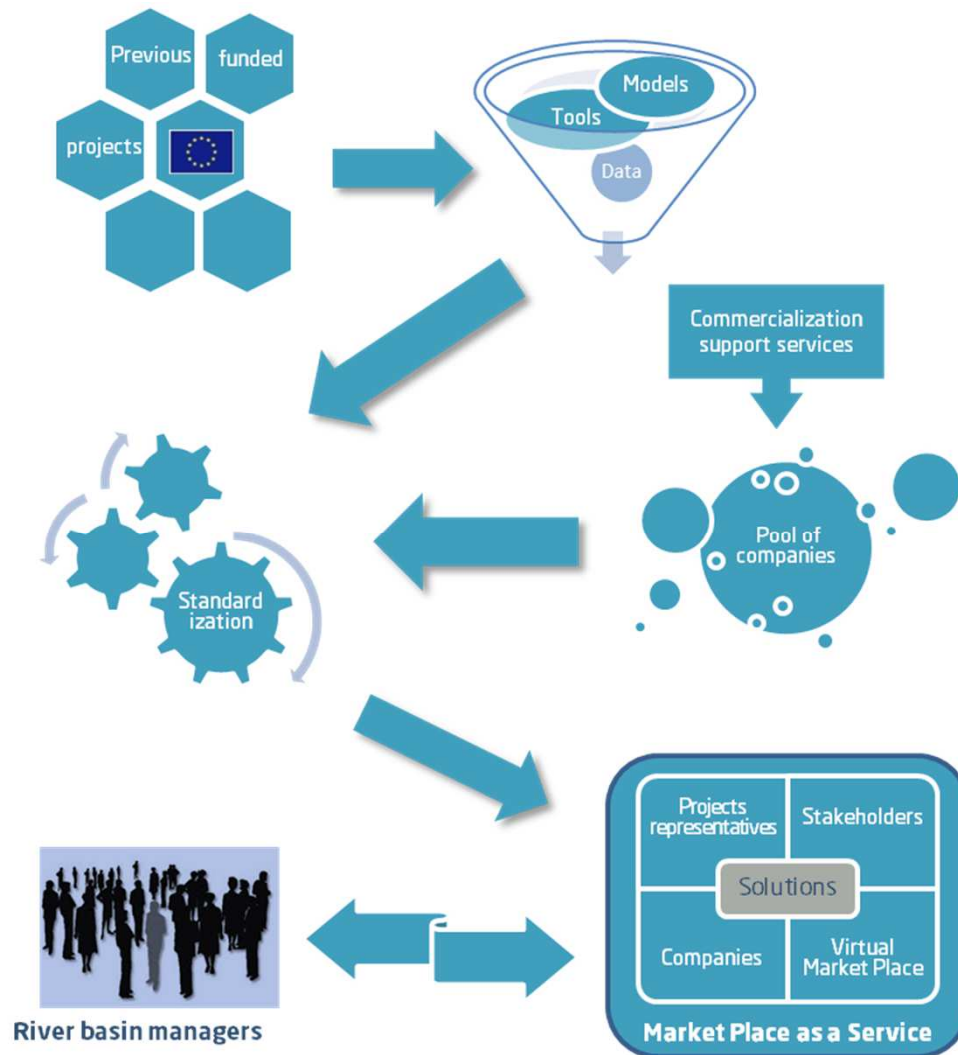 Previous
funded
projects
Models
Tools
Data
Commercialization
support services
Pool of
companies
Standard
ization
Projects
representatives
Stakeholders
Solutions
Companies
Virtual
Market Place
River basin managers
Market Place as a Service